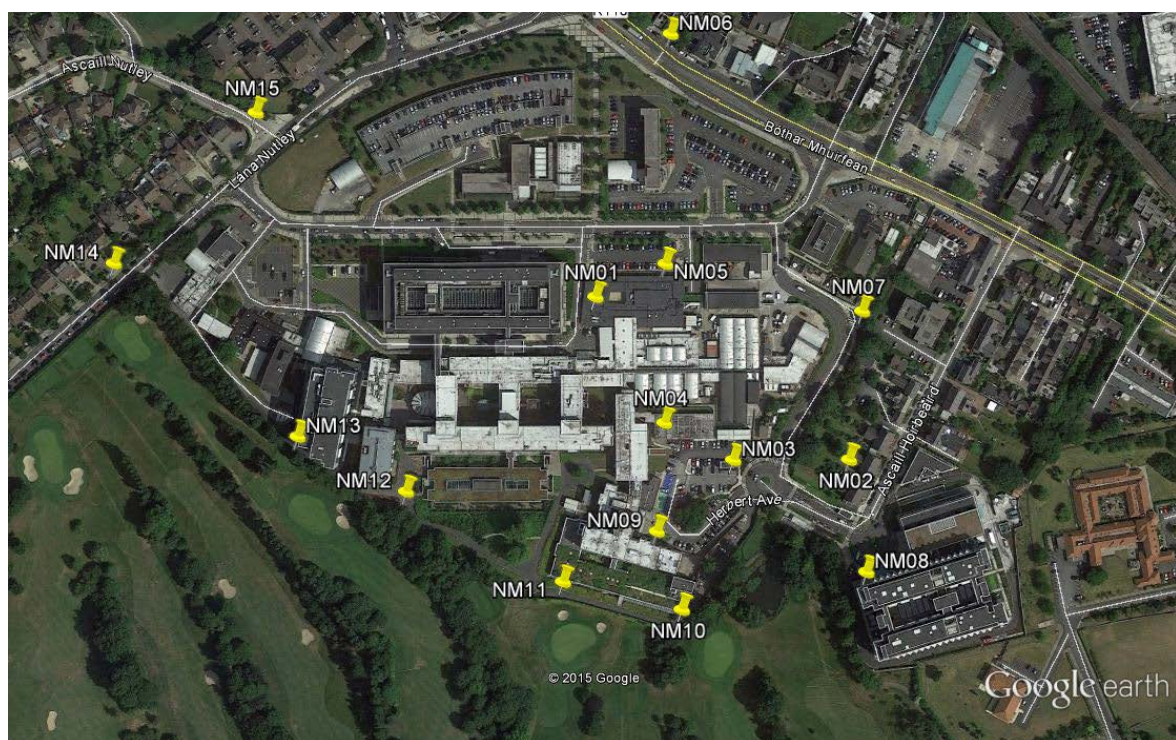 NM06
Ascaill Nutley
NM15
Lána Nutley
Bóthar Mhuirfean
NM14
NM01
NM05
NM07
NM04
NM13
NM03
NM02
Ascaill Hoirbeaird
NM12
Herbert Ave
NM09
NM08
NM11
NM10
© 2015 Google
Google earth